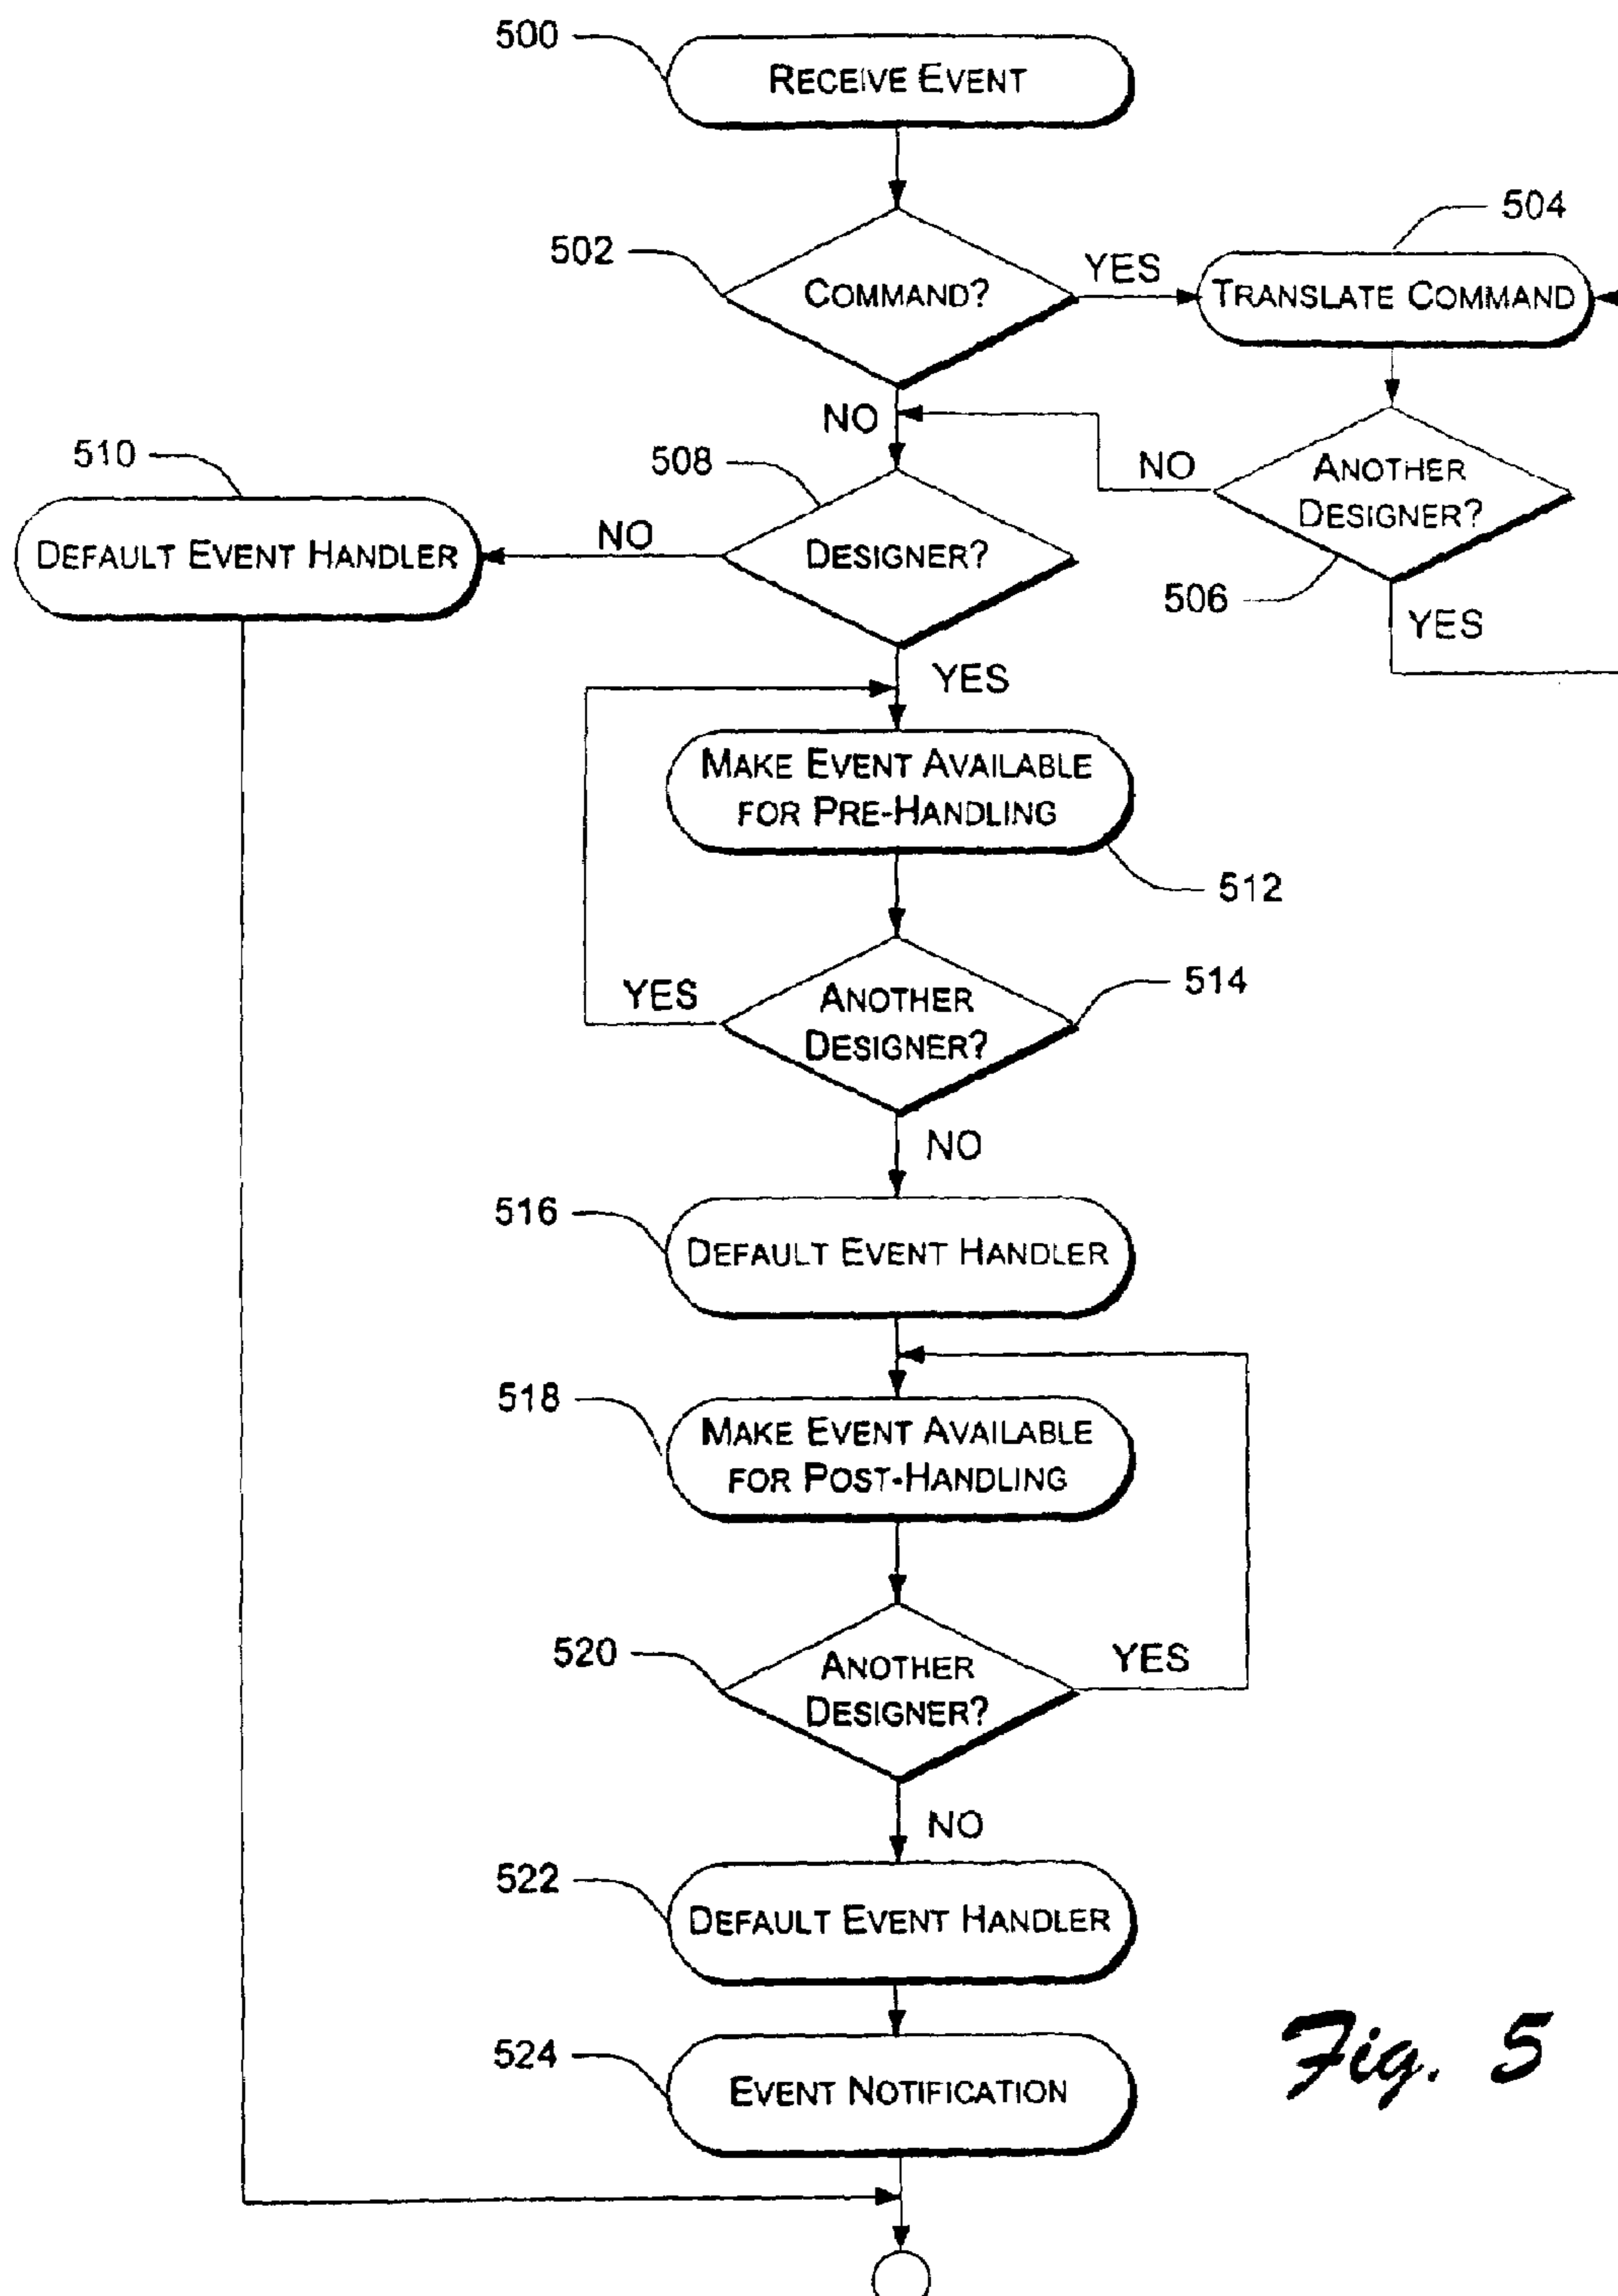 500
RECEIVE EVENT
504
502
COMMAND?
YES
TRANSLATE COMMAND
NO
510
508
NO
ANOTHER
DESIGNER?
DEFAULT EVENT HANDLER
NO
DESIGNER?
506
YES
YES
MAKE EVENT AVAILABLE
FOR PRE-HANDLING
512
514
YES
ANOTHER
DESIGNER?
NO
516
DEFAULT EVENT HANDLER
518
MAKE EVENT AVAILABLE
FOR POST-HANDLING
520
ANOTHER
DESIGNER?
YES
NO
522
DEFAULT EVENT HANDLER
524
EVENT NOTIFICATION
Fig. 5